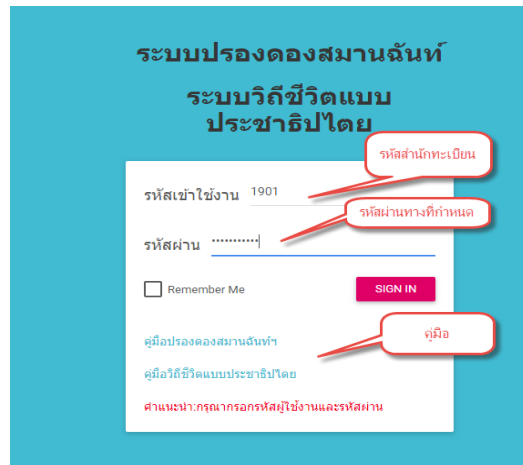 ระบบปรองดองสมานฉันท์
ระบบวิถีชีวิตแบบ
ประชาธิปไตย
รหัสสำนักทะเบียน
รหัสเข้าใช้งาน 1901
รหัสผ่านทางที่กำหนด
รหัสผ่าน ••••••••••
Remember Me
SIGN IN
คู่มือ
คู่มือปรองดองสมานฉันท์ฯ
คู่มือวิถีชีวิตแบบประชาธิปไตย
คำแนะนำ:กรุณากรอกรหัสผู้ใช้งานและรหัสผ่าน